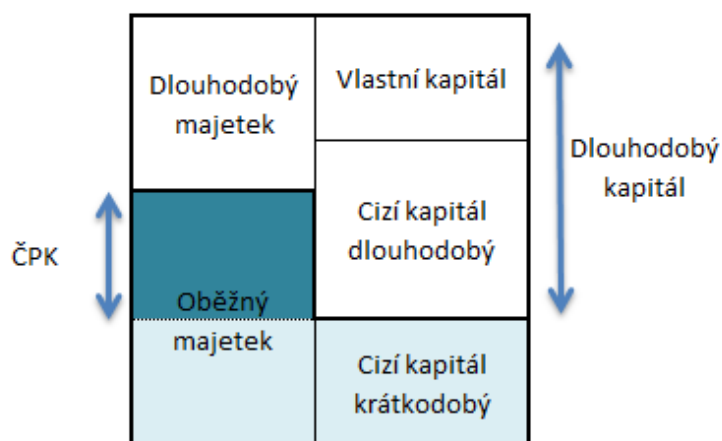 Dlouhodobý
majetek
Vlastní kapitál
Dlouhodobý
kapitál
Cizí kapitál
dlouhodobý
ČPK
Oběžný
majetek
Cizí kapitál
krátkodobý